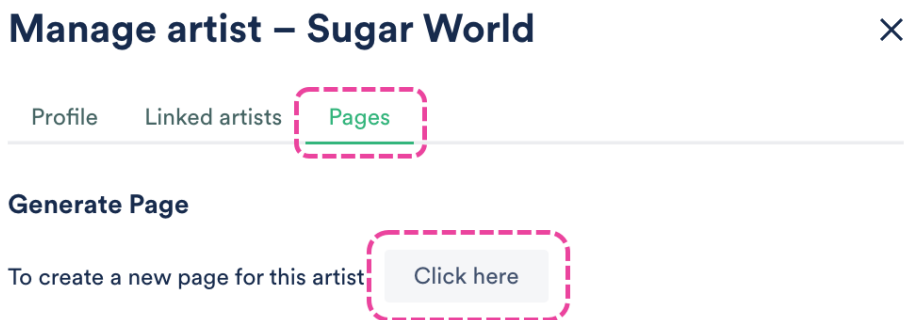 Manage artist – Sugar World
Profile Linked artists Pages
Generate Page
To create a new page for this artist Click here